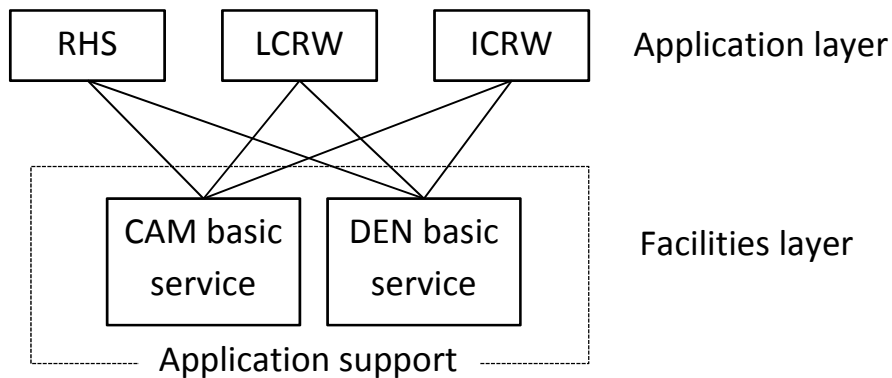 RHS
LCRW
ICRW
Application layer
CAM basic
service
DEN basic
service
Facilities layer
Application support